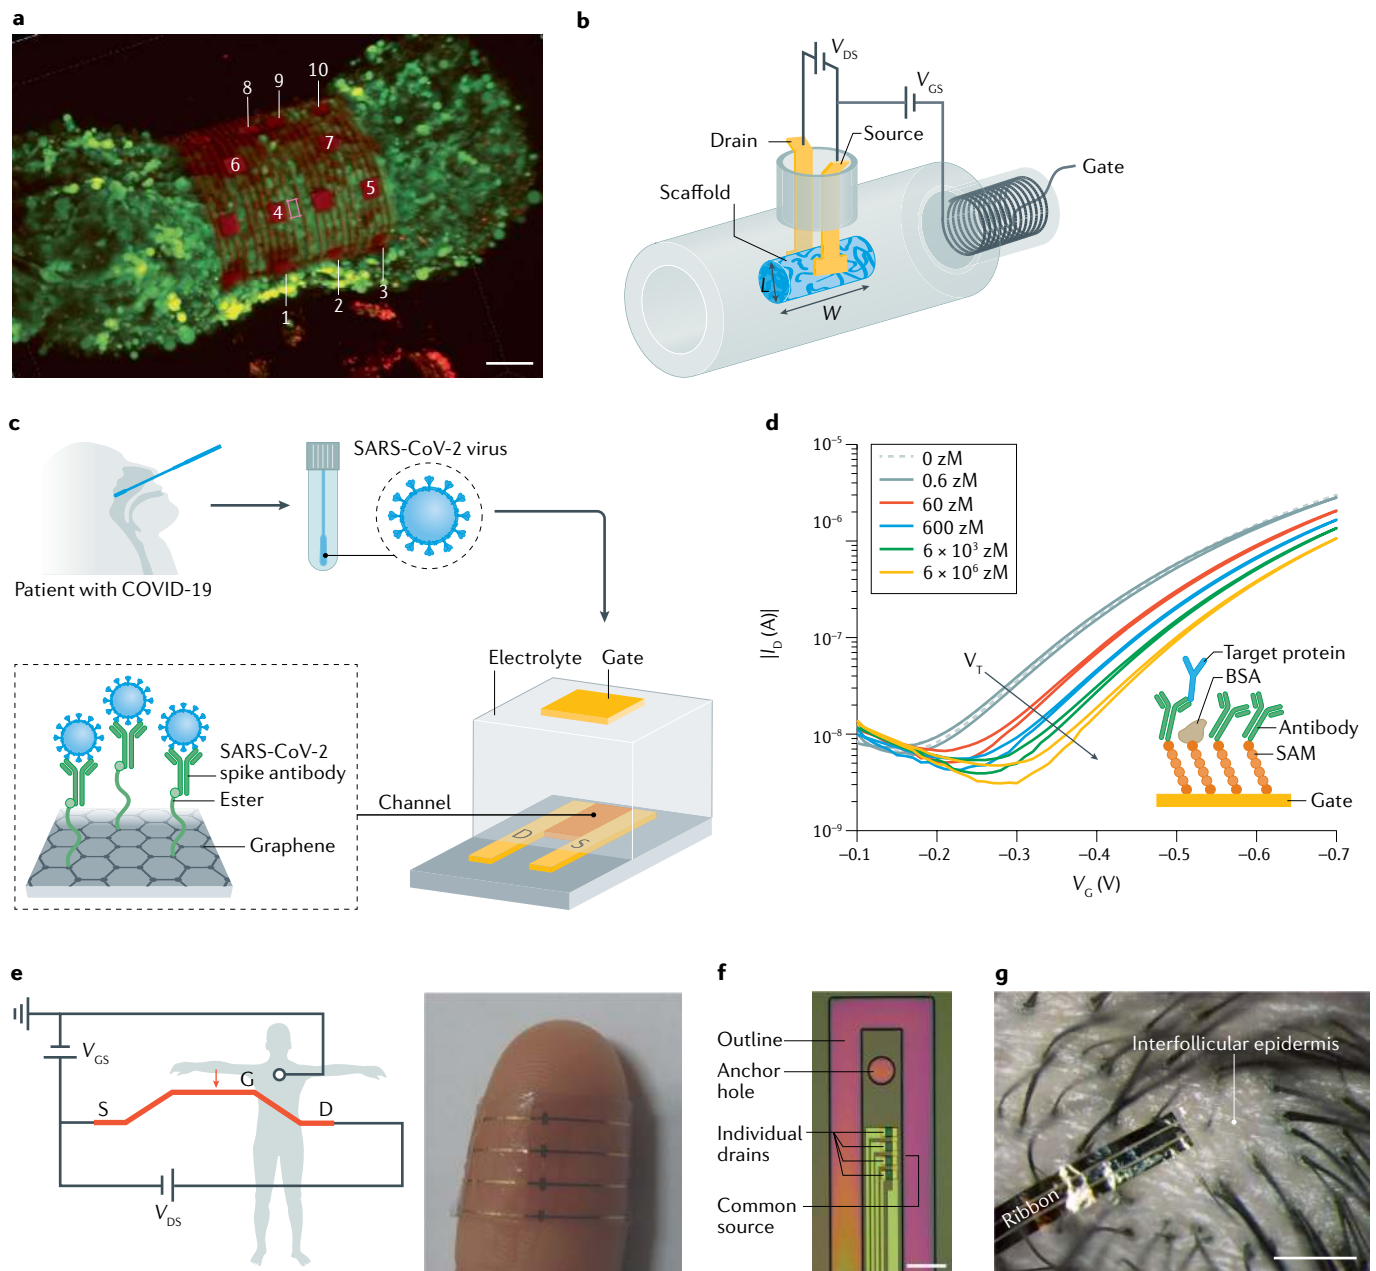 a
8
9
10
6
7
5
4
1
2
3
b
V_DS
V_GS
Drain
Source
Gate
Scaffold
L
W
c
SARS-CoV-2 virus
Patient with COVID-19
Electrolyte
Gate
SARS-CoV-2
spike antibody
Ester
Channel
Graphene
D
S
d
10⁻⁵
10⁻⁶
10⁻⁷
10⁻⁸
10⁻⁹
|I_D (A)|
0 zM
0.6 zM
60 zM
600 zM
6 × 10³ zM
6 × 10⁶ zM
V_T
Target protein
BSA
Antibody
SAM
Gate
–0.1
–0.2
–0.3
–0.4
–0.5
–0.6
–0.7
V_G (V)
e
V_GS
G
S
D
V_DS
f
Outline
Anchor
hole
Individual
drains
Common
source
g
Interfollicular epidermis
Ribbon